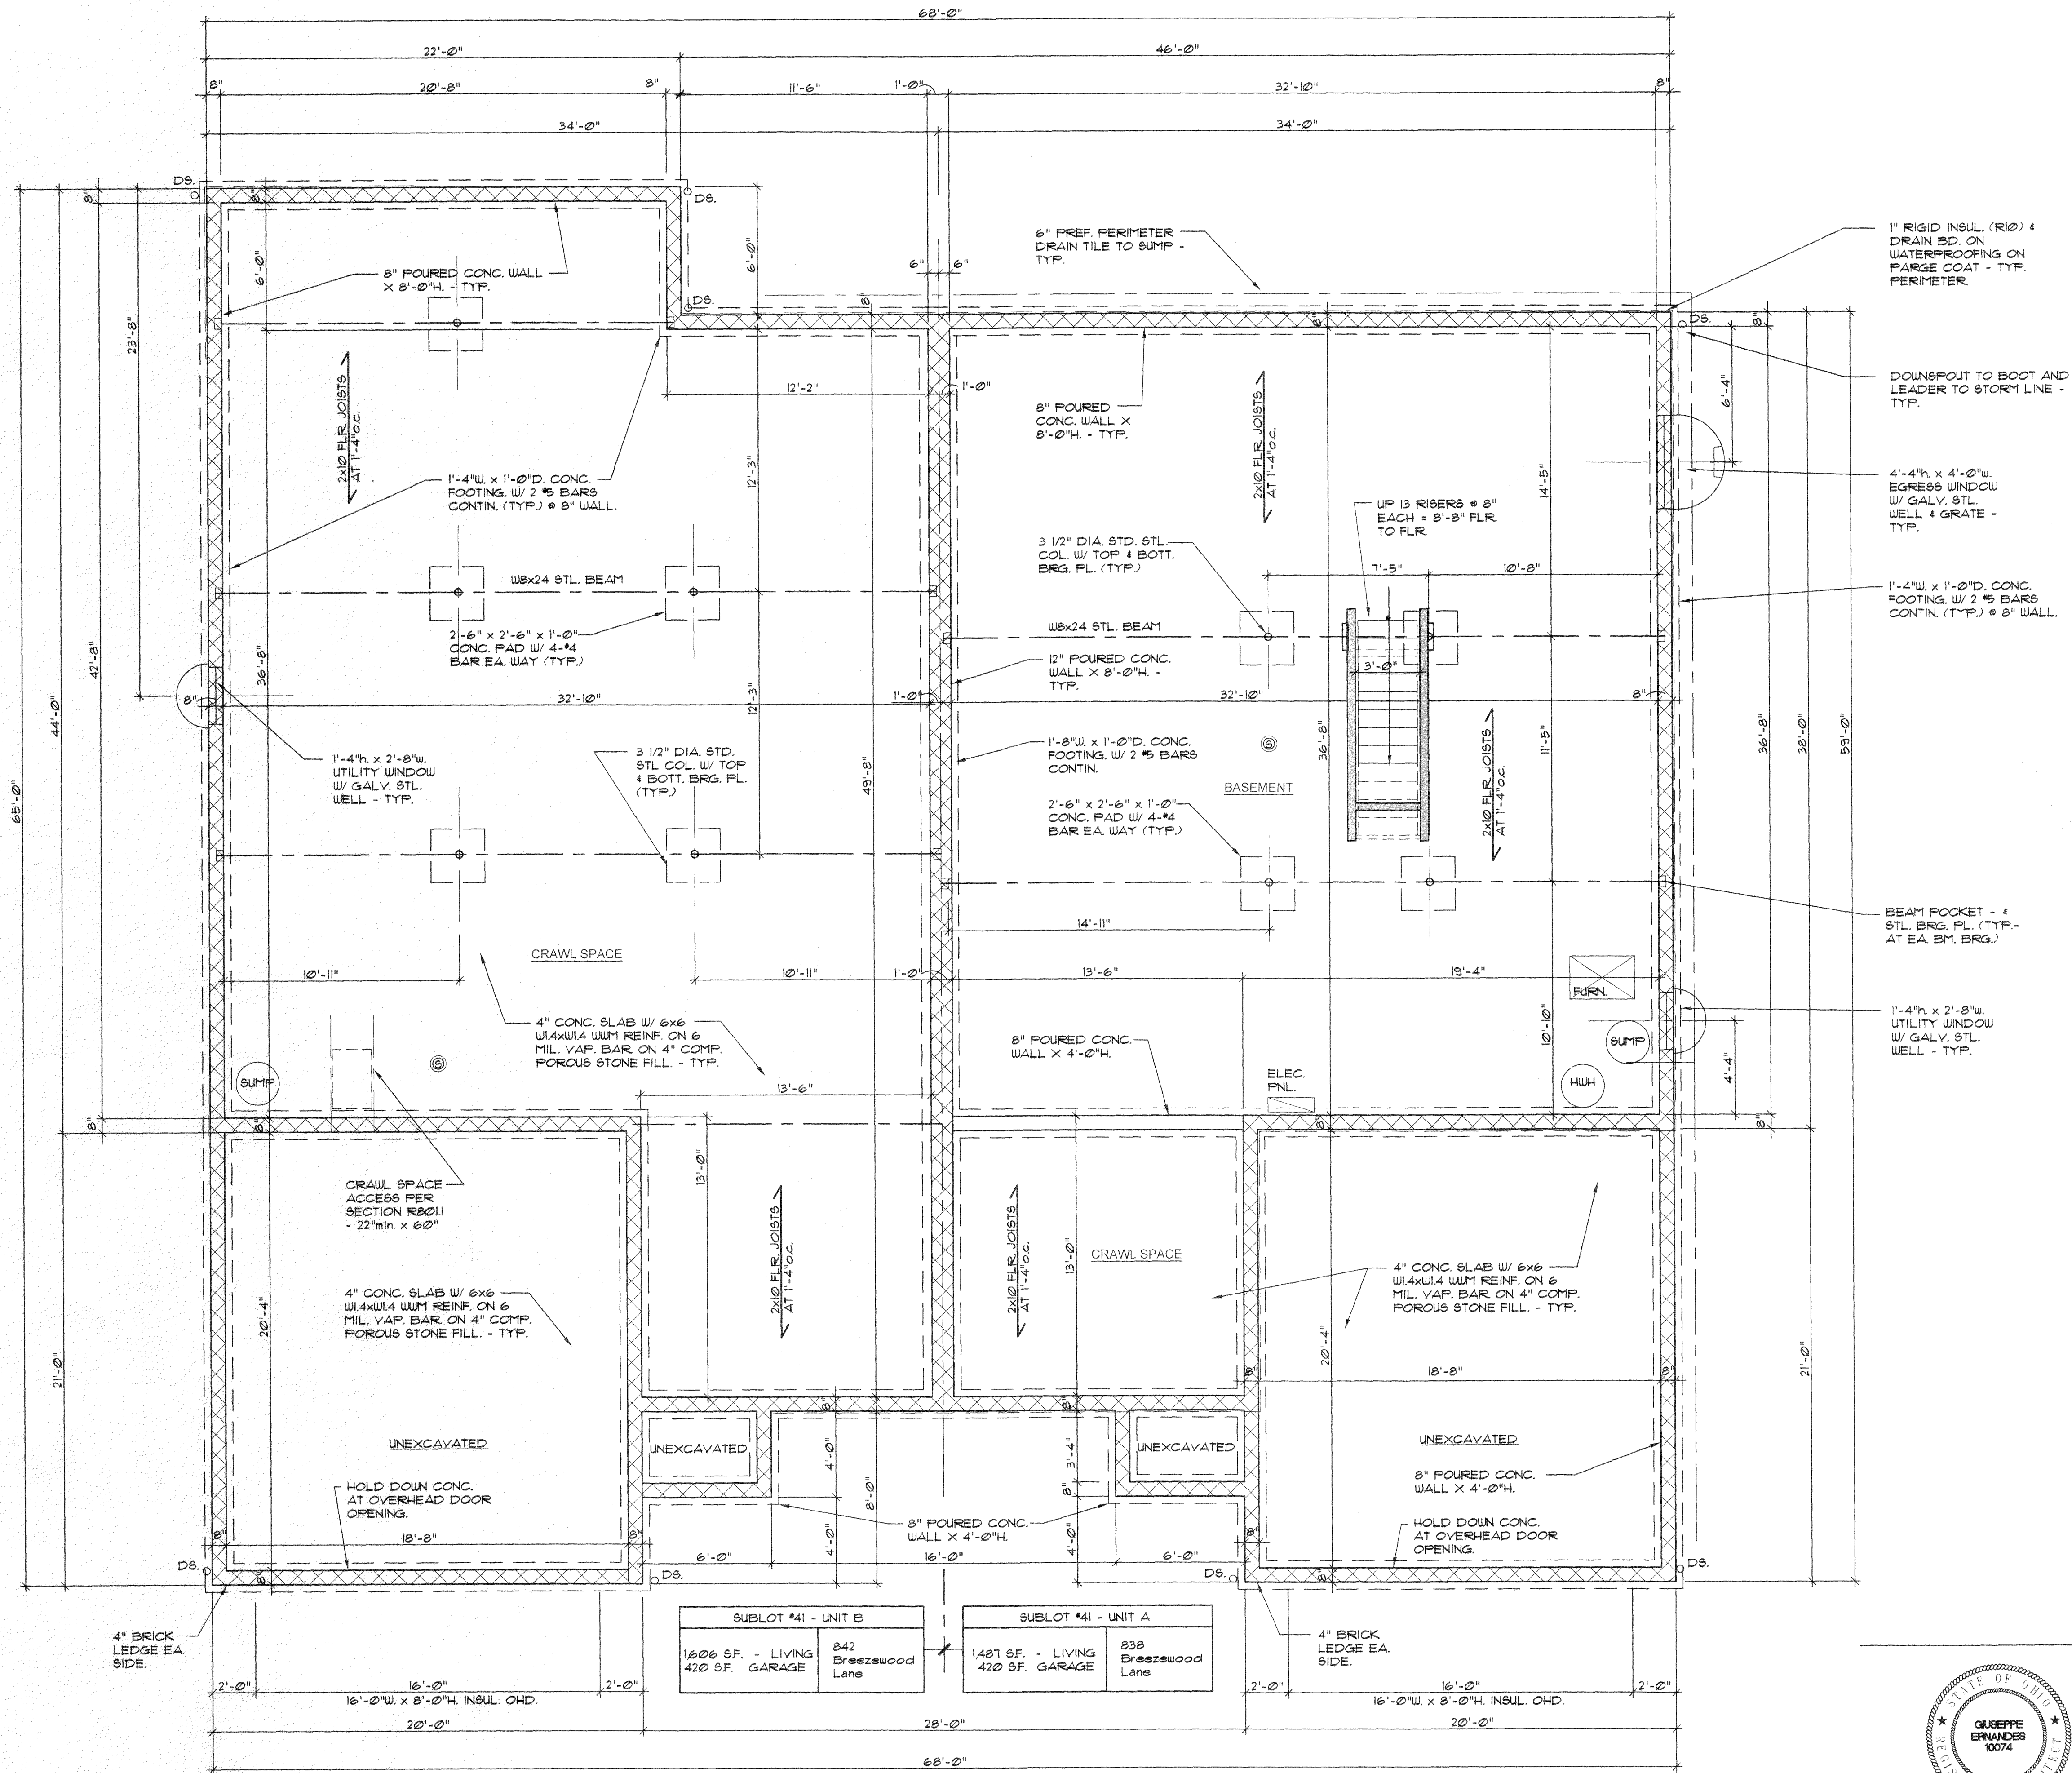 68'-0"
22'-0"
46'-0"
8"
20'-8"
8"
11'-6"
1'-0"
32'-10"
8"
34'-0"
34'-0"
DS.
DS.
8"
8"
6'-0"
6'-0"
23'-8"
8" POURED CONC. WALL
X 8'-0"H. - TYP.
6" PREF. PERIMETER
DRAIN TILE TO SUMP -
TYP.
1" RIGID INSUL. (R10) &
DRAIN BD. ON
WATERPROOFING ON
PARGE COAT - TYP.
PERIMETER
6"
6"
DS.
8"
8"
DS.
8"
DOWNSPOUT TO BOOT AND
LEADER TO STORM LINE -
TYP.
6'-4"
12'-2"
1'-0"
8" POURED
CONC. WALL X
8'-0"H. - TYP.
2x10 FLR. JOISTS
AT 1'-4"o.c.
2x10 FLR. JOISTS
AT 1'-4"o.c.
1'-4"W. x 1'-0"D. CONC.
FOOTING. W/ 2 #5 BARS
CONTIN. (TYP.) @ 8" WALL.
12'-3"
14'-5"
4'-4"h. x 4'-0"w.
EGRESS WINDOW
W/ GALV. STL.
WELL & GRATE -
TYP.
UP 13 RISERS @ 8"
EACH = 8'-8" FLR.
TO FLR.
3 1/2" DIA. STD. STL.
COL. W/ TOP & BOTT.
BRG. PL. (TYP.)
7'-5"
10'-8"
W8x24 STL. BEAM
1'-4"W. x 1'-0"D. CONC.
FOOTING. W/ 2 #5 BARS
CONTIN. (TYP.) @ 8" WALL.
2'-6" x 2'-6" x 1'-0"
CONC. PAD W/ 4-#4
BAR EA. WAY (TYP.)
W8x24 STL. BEAM
12" POURED CONC.
WALL X 8'-0"H. -
TYP.
3'-0"
42'-8"
36'-8"
44'-0"
65'-0"
8"
32'-10"
1'-0"
12'-3"
32'-10"
8"
1'-4"h. x 2'-8"w.
UTILITY WINDOW
W/ GALV. STL.
WELL - TYP.
3 1/2" DIA. STD.
STL COL. W/ TOP
& BOTT. BRG. PL.
(TYP.)
49'-8"
1'-8"W. x 1'-0"D. CONC.
FOOTING. W/ 2 #5 BARS
CONTIN.
S
36'-8"
11'-5"
36'-8"
38'-0"
59'-0"
2x10 FLR. JOISTS
AT 1'-4"o.c.
BASEMENT
2'-6" x 2'-6" x 1'-0"
CONC. PAD W/ 4-#4
BAR EA. WAY (TYP.)
14'-11"
BEAM POCKET - &
STL. BRG. PL. (TYP.-
AT EA. BM. BRG.)
CRAWL SPACE
10'-11"
10'-11"
1'-0"
13'-6"
19'-4"
FURN.
4" CONC. SLAB W/ 6x6
W1.4xW1.4 WWM REINF. ON 6
MIL. VAP. BAR. ON 4" COMP.
POROUS STONE FILL. - TYP.
8" POURED CONC.
WALL X 4'-0"H.
10'-10"
SUMP
1'-4"h. x 2'-8"w.
UTILITY WINDOW
W/ GALV. STL.
WELL - TYP.
4'-4"
S
SUMP
13'-6"
ELEC.
PNL.
HWH
8"
8"
8"
8"
CRAWL SPACE
ACCESS PER
SECTION R801.1
- 22"min. x 60"
13'-0"
2x10 FLR. JOISTS
AT 1'-4"o.c.
2x10 FLR. JOISTS
AT 1'-4"o.c.
13'-0"
CRAWL SPACE
4" CONC. SLAB W/ 6x6
W1.4xW1.4 WWM REINF. ON 6
MIL. VAP. BAR. ON 4" COMP.
POROUS STONE FILL. - TYP.
4" CONC. SLAB W/ 6x6
W1.4xW1.4 WWM REINF. ON 6
MIL. VAP. BAR. ON 4" COMP.
POROUS STONE FILL. - TYP.
20'-4"
20'-4"
21'-0"
21'-0"
8"
18'-8"
8"
8"
8"
UNEXCAVATED
UNEXCAVATED
UNEXCAVATED
UNEXCAVATED
4'-0"
3'-4"
8"
8" POURED CONC.
WALL X 4'-0"H.
HOLD DOWN CONC.
AT OVERHEAD DOOR
OPENING.
8'-0"
8" POURED CONC.
WALL X 4'-0"H.
HOLD DOWN CONC.
AT OVERHEAD DOOR
OPENING.
8"
18'-8"
8"
8"
4'-0"
4'-0"
6'-0"
16'-0"
6'-0"
DS.
8"
DS.
DS.
8"
DS.
4" BRICK
LEDGE EA.
SIDE.
SUBLOT #41 - UNIT B
1,606 S.F. - LIVING
420 S.F. GARAGE
842
Breezewood
Lane
SUBLOT #41 - UNIT A
1,487 S.F. - LIVING
420 S.F. GARAGE
838
Breezewood
Lane
4" BRICK
LEDGE EA.
SIDE.
2'-0"
16'-0"
2'-0"
16'-0"W. x 8'-0"H. INSUL. OHD.
2'-0"
16'-0"
2'-0"
16'-0"W. x 8'-0"H. INSUL. OHD.
20'-0"
28'-0"
20'-0"
68'-0"
STATE OF OHIO
GIUSEPPE
ERNANDES
10074